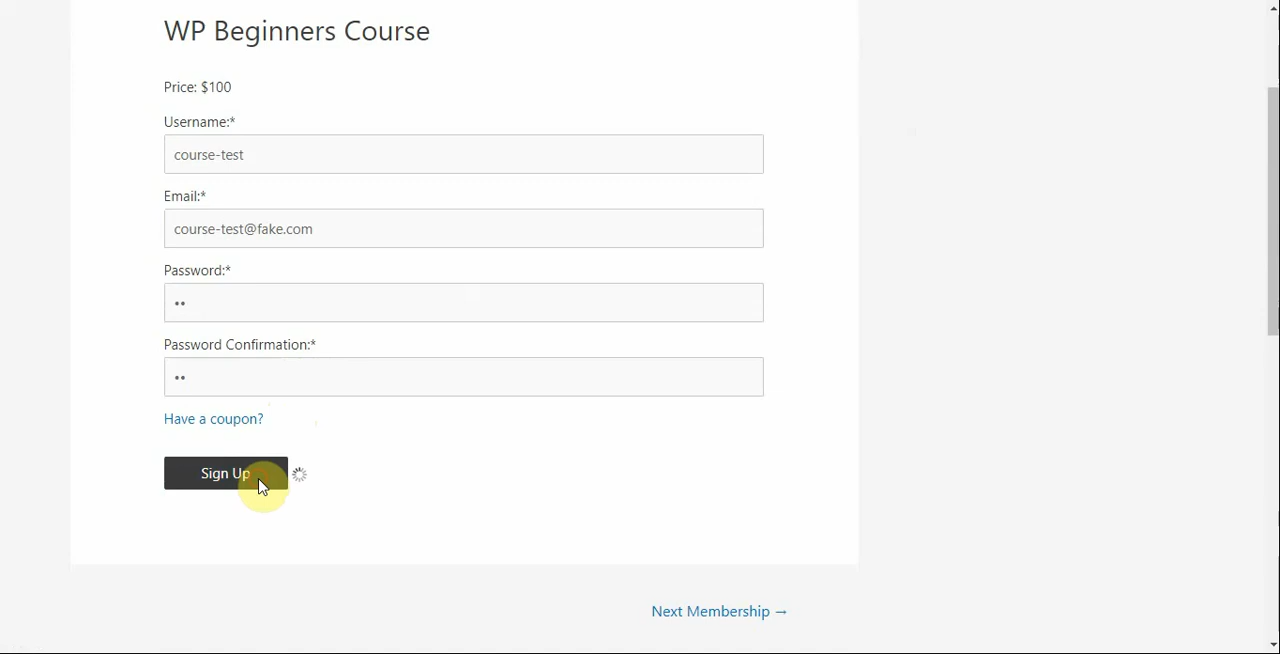 WP Beginners Course
Price: $100
Username:*
course-test
Email:*
course-test@fake.com
Password:*
••
Password Confirmation:*
••
Have a coupon?
Sign Up
Next Membership →